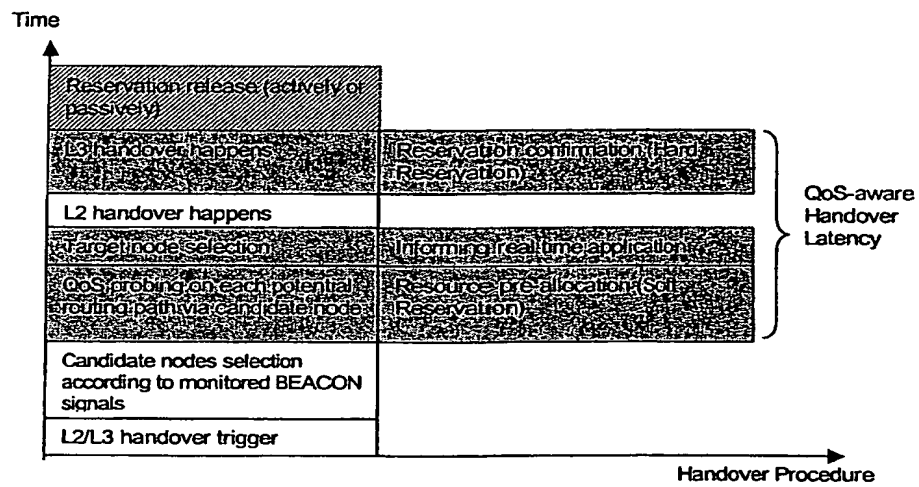 Time
Reservation release (actively or
passively)
L3 handover happens
Reservation confirmation (Hard
Reservation)
L2 handover happens
Target node selection
Informing real time application
QoS probing on each potential
routing path via candidate node
Resource pre-allocation (Soft
Reservation)
Candidate nodes selection
according to monitored BEACON
signals
L2/L3 handover trigger
QoS-aware
Handover
Latency
Handover Procedure